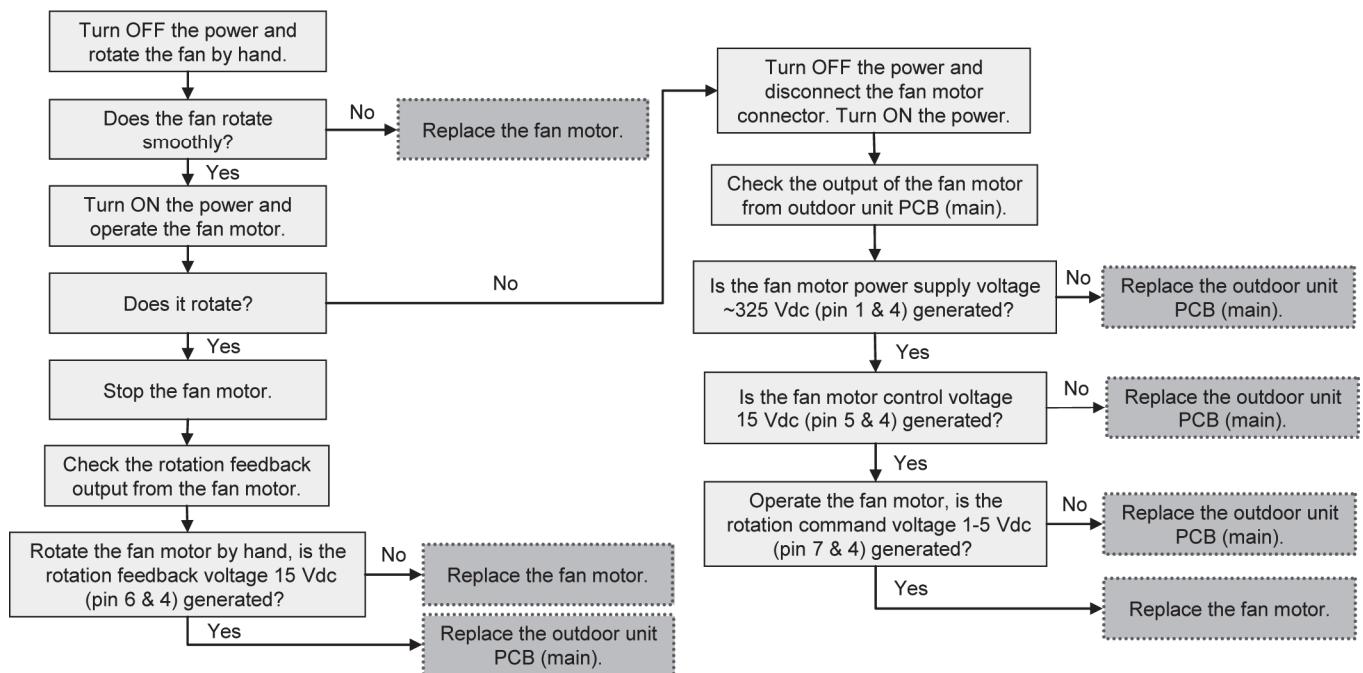 Turn OFF the power and
rotate the fan by hand.
Does the fan rotate
smoothly?
No
Replace the fan motor.
Yes
Turn ON the power and
operate the fan motor.
Does it rotate?
No
Yes
Stop the fan motor.
Check the rotation feedback
output from the fan motor.
Rotate the fan motor by hand, is the
rotation feedback voltage 15 Vdc
(pin 6 & 4) generated?
No
Replace the fan motor.
Yes
Replace the outdoor unit
PCB (main).
Turn OFF the power and
disconnect the fan motor
connector. Turn ON the power.
Check the output of the fan motor
from outdoor unit PCB (main).
Is the fan motor power supply voltage
~325 Vdc (pin 1 & 4) generated?
No
Replace the outdoor unit
PCB (main).
Yes
Is the fan motor control voltage
15 Vdc (pin 5 & 4) generated?
No
Replace the outdoor unit
PCB (main).
Yes
Operate the fan motor, is the
rotation command voltage 1-5 Vdc
(pin 7 & 4) generated?
No
Replace the outdoor unit
PCB (main).
Yes
Replace the fan motor.